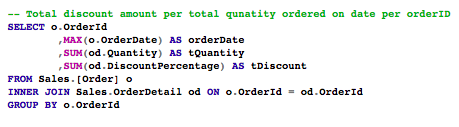 -- Total discount amount per total qunatity ordered on date per orderID
SELECT o.OrderId
,MAX(o.OrderDate) AS orderDate
,SUM(od.Quantity) AS tQuantity
,SUM(od.DiscountPercentage) AS tDiscount
FROM Sales.[Order] o
INNER JOIN Sales.OrderDetail od ON o.OrderId = od.OrderId
GROUP BY o.OrderId